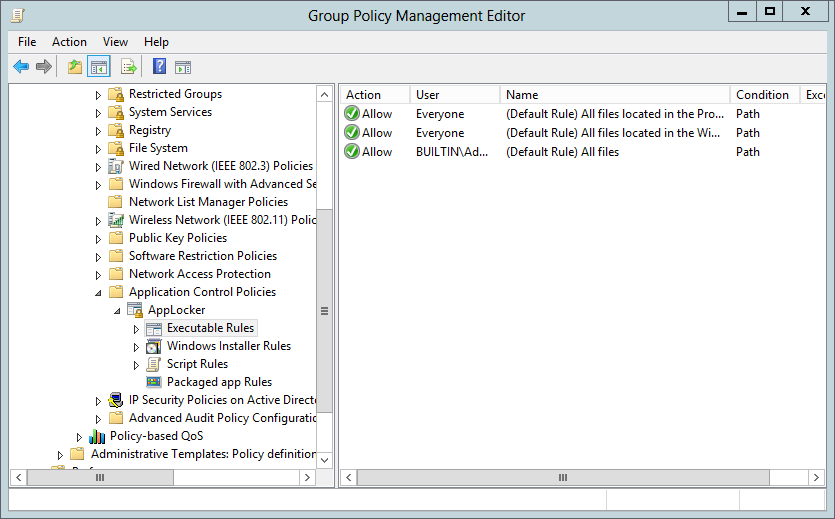 Group Policy Management Editor
File Action View Help
Restricted Groups
System Services
Registry
File System
Wired Network (IEEE 802.3) Policies
Windows Firewall with Advanced Se
Network List Manager Policies
Wireless Network (IEEE 802.11) Polic
Public Key Policies
Software Restriction Policies
Network Access Protection
Application Control Policies
AppLocker
Executable Rules
Windows Installer Rules
Script Rules
Packaged app Rules
IP Security Policies on Active Directo
Advanced Audit Policy Configuratio
Policy-based QoS
Administrative Templates: Policy definition
Action User Name Condition Exce
Allow Everyone (Default Rule) All files located in the Pro... Path
Allow Everyone (Default Rule) All files located in the Wi... Path
Allow BUILTIN\Ad... (Default Rule) All files Path